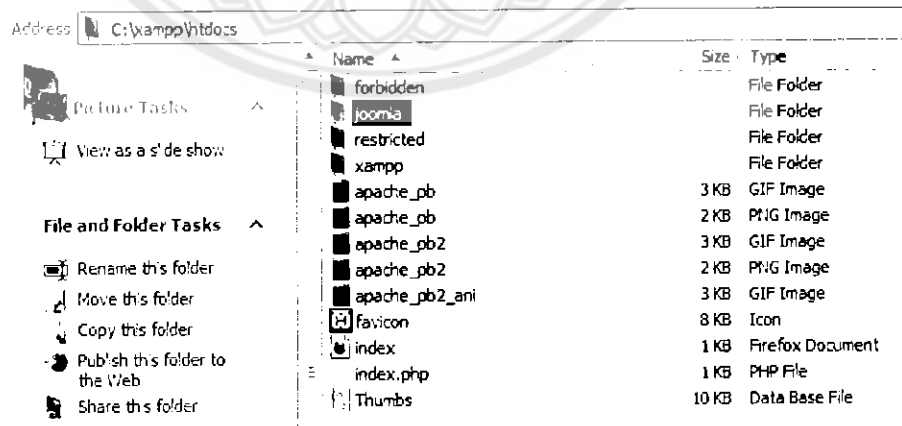 Address C:\xampp\htdocs
Name Size Type
Picture Tasks
View as a slide show
File and Folder Tasks
Rename this folder
Move this folder
Copy this folder
Publish this folder to
the Web
Share this folder
forbidden File Folder
joomla File Folder
restricted File Folder
xampp File Folder
apache_pb 3 KB GIF Image
apache_pb 2 KB PNG Image
apache_pb2 3 KB GIF Image
apache_pb2 2 KB PNG Image
apache_pb2_ani 3 KB GIF Image
favicon 8 KB Icon
index 1 KB Firefox Document
index.php 1 KB PHP File
Thumbs 10 KB Data Base File